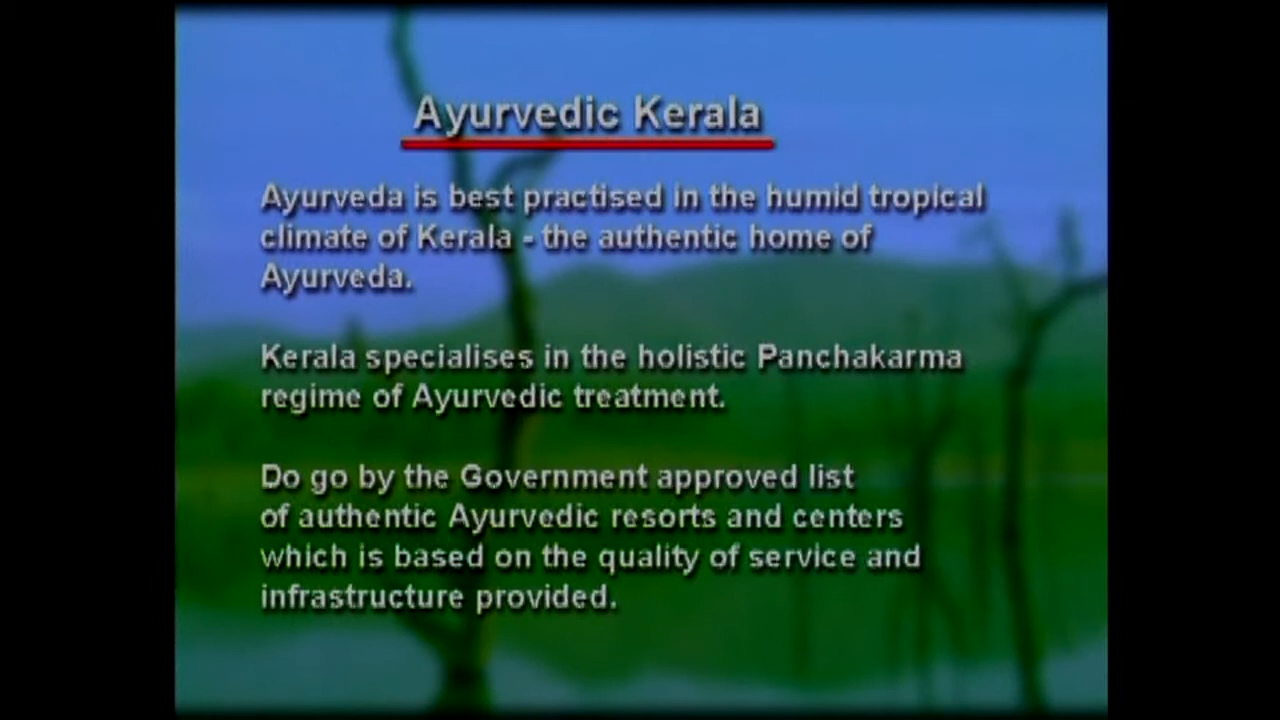 Ayurvedic Kerala
Ayurveda is best practised in the humid tropical
climate of Kerala - the authentic home of
Ayurveda.
Kerala specialises in the holistic Panchakarma
regime of Ayurvedic treatment.
Do go by the Government approved list
of authentic Ayurvedic resorts and centers
which is based on the quality of service and
infrastructure provided.